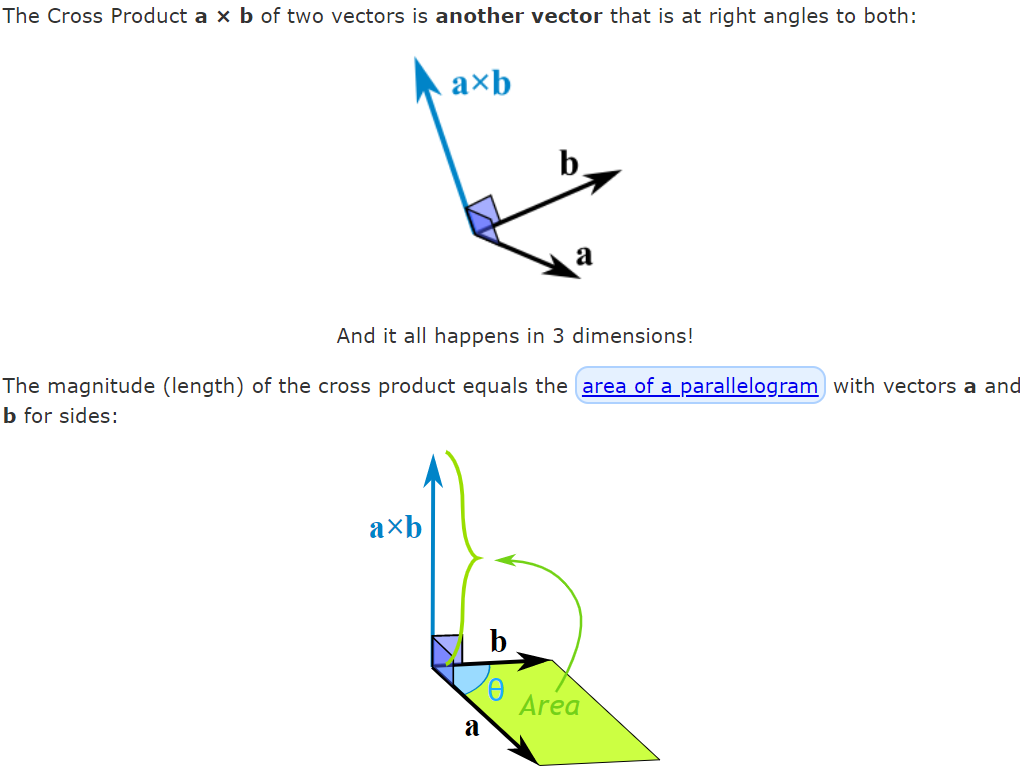 The Cross Product a × b of two vectors is another vector that is at right angles to both:
a×b
b
a
And it all happens in 3 dimensions!
The magnitude (length) of the cross product equals the area of a parallelogram with vectors a and
b for sides:
a×b
b
θ
Area
a